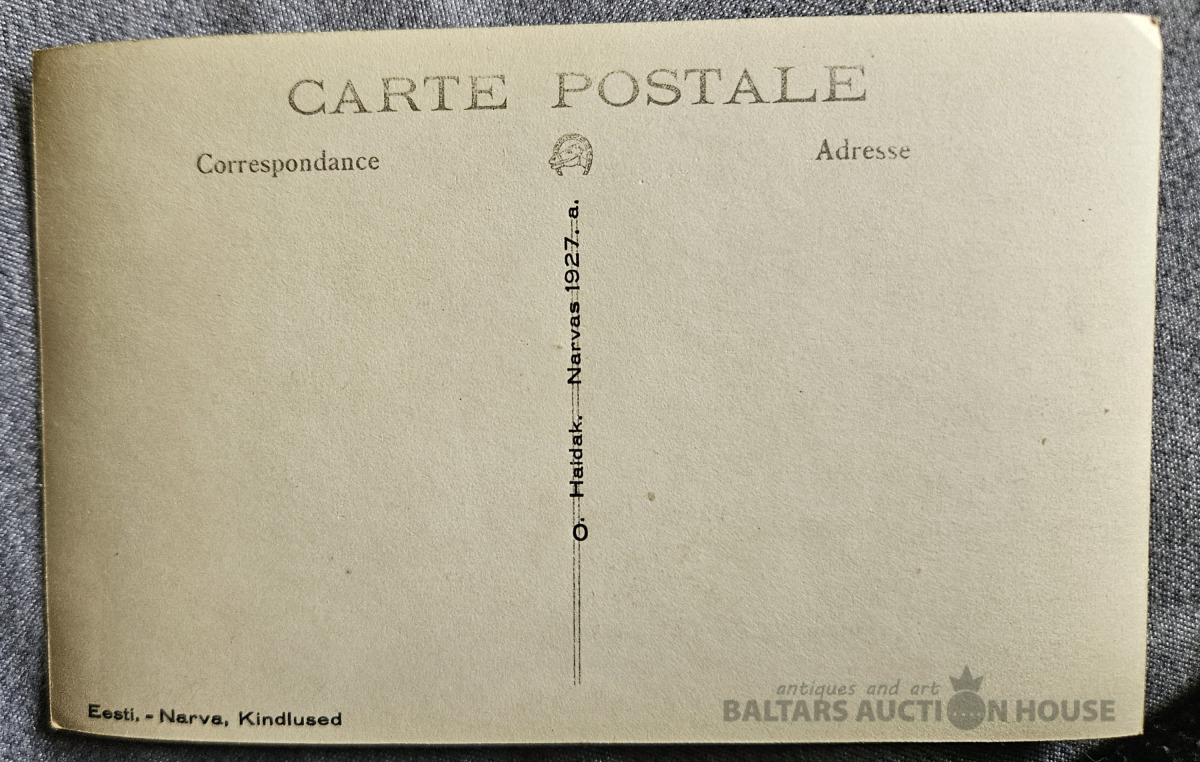 CARTE POSTALE
Correspondance
Adresse
O. Haidak. Narvas 1927. a.
Eesti. - Narva, Kindlused
antiques and art
BALTARS AUCTION HOUSE